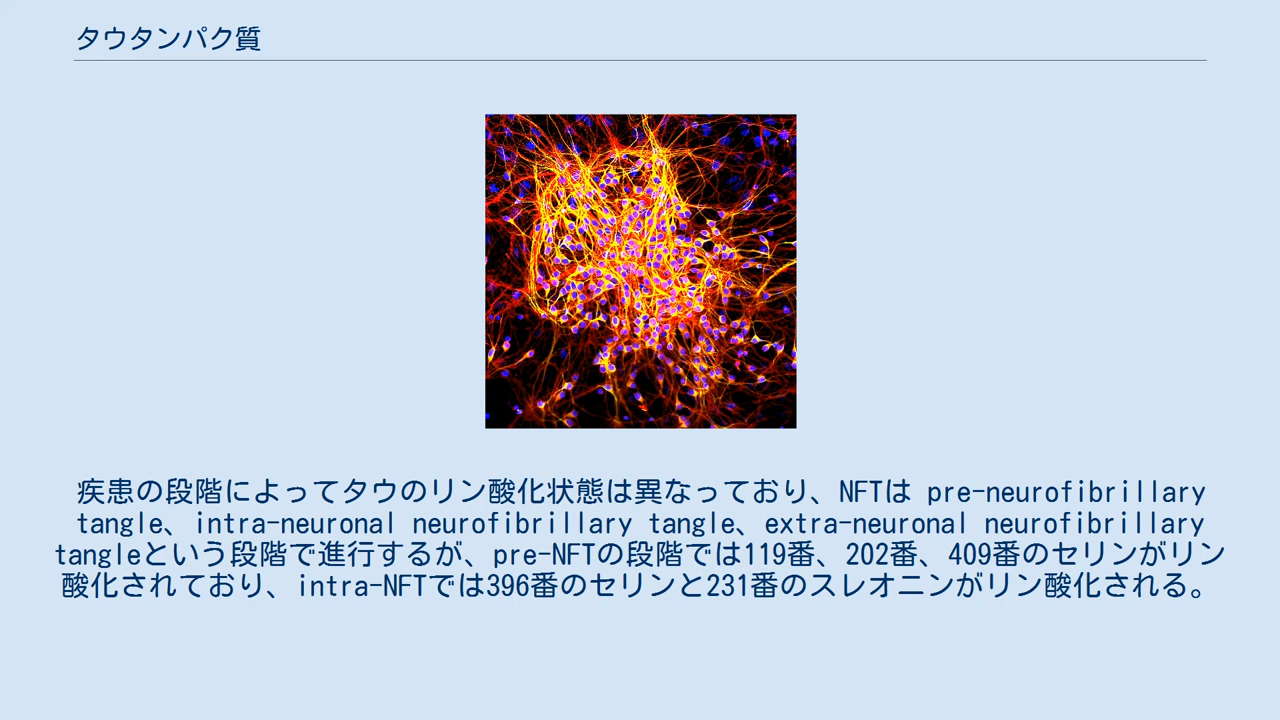 タウタンパク質
疾患の段階によってタウのリン酸化状態は異なっており、NFTは pre-neurofibrillary
tangle、intra-neuronal neurofibrillary tangle、extra-neuronal neurofibrillary
tangleという段階で進行するが、pre-NFTの段階では119番、202番、409番のセリンがリン
酸化されており、intra-NFTでは396番のセリンと231番のスレオニンがリン酸化される。